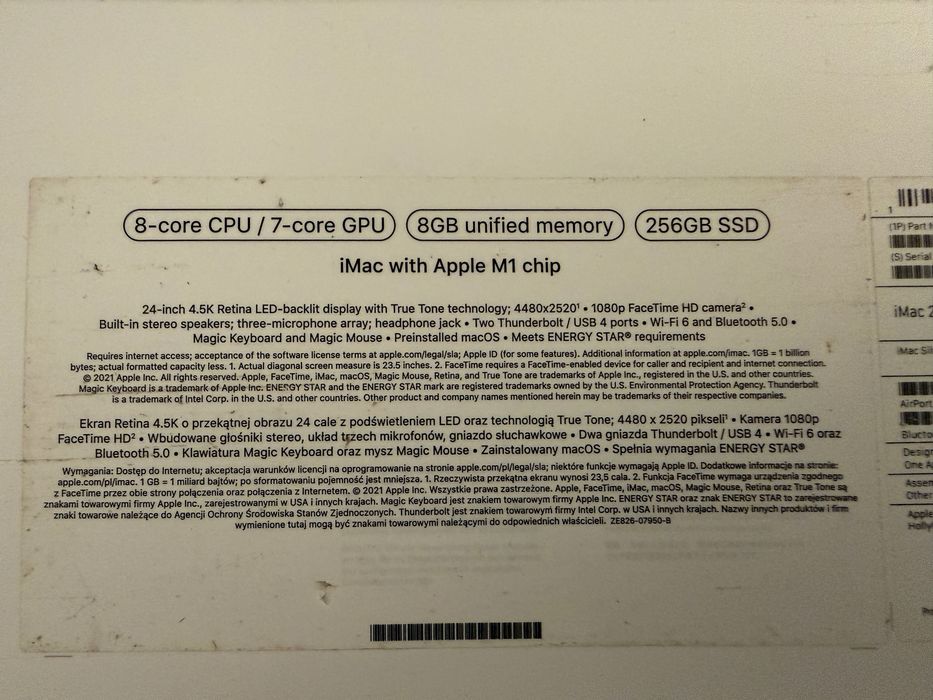 8-core CPU / 7-core GPU 8GB unified memory 256GB SSD
iMac with Apple M1 chip
24-inch 4.5K Retina LED-backlit display with True Tone technology; 4480x2520¹ • 1080p FaceTime HD camera² •
Built-in stereo speakers; three-microphone array; headphone jack • Two Thunderbolt / USB 4 ports • Wi-Fi 6 and Bluetooth 5.0 •
Magic Keyboard and Magic Mouse • Preinstalled macOS • Meets ENERGY STAR® requirements
Requires internet access; acceptance of the software license terms at apple.com/legal/sla; Apple ID (for some features). Additional information at apple.com/imac. 1GB = 1 billion
bytes; actual formatted capacity less. 1. Actual diagonal screen measure is 23.5 inches. 2. FaceTime requires a FaceTime-enabled device for caller and recipient and internet connection.
© 2021 Apple Inc. All rights reserved. Apple, FaceTime, iMac, macOS, Magic Mouse, Retina, and True Tone are trademarks of Apple Inc., registered in the U.S. and other countries.
Magic Keyboard is a trademark of Apple Inc. ENERGY STAR and the ENERGY STAR mark are registered trademarks owned by the U.S. Environmental Protection Agency. Thunderbolt
is a trademark of Intel Corp. in the U.S. and other countries. Other product and company names mentioned herein may be trademarks of their respective companies.
Ekran Retina 4.5K o przekątnej obrazu 24 cale z podświetleniem LED oraz technologią True Tone; 4480 x 2520 pikseli¹ • Kamera 1080p
FaceTime HD² • Wbudowane głośniki stereo, układ trzech mikrofonów, gniazdo słuchawkowe • Dwa gniazda Thunderbolt / USB 4 • Wi-Fi 6 oraz
Bluetooth 5.0 • Klawiatura Magic Keyboard oraz mysz Magic Mouse • Zainstalowany macOS • Spełnia wymagania ENERGY STAR®
Wymagania: Dostęp do Internetu; akceptacja warunków licencji na oprogramowanie na stronie apple.com/pl/legal/sla; niektóre funkcje wymagają Apple ID. Dodatkowe informacje na stronie:
apple.com/pl/imac. 1 GB = 1 miliard bajtów; po sformatowaniu pojemność jest mniejsza. 1. Rzeczywista przekątna ekranu wynosi 23,5 cala. 2. Funkcja FaceTime wymaga urządzenia zgodnego
z FaceTime przez obie strony połączenia oraz połączenia z Internetem. © 2021 Apple Inc. Wszystkie prawa zastrzeżone. Apple, FaceTime, iMac, macOS, Magic Mouse, Retina oraz True Tone są
znakami towarowymi firmy Apple Inc., zarejestrowanymi w USA i innych krajach. Magic Keyboard jest znakiem towarowym firmy Apple Inc. ENERGY STAR oraz znak ENERGY STAR to zarejestrowane
znaki towarowe należące do Agencji Ochrony Środowiska Stanów Zjednoczonych. Thunderbolt jest znakiem towarowym firmy Intel Corp. w USA i innych krajach. Nazwy innych produktów i firm
wymienione tutaj mogą być znakami towarowymi należącymi do odpowiednich właścicieli. ZE826-07950-B
1
(1P) Part
(S) Serial
iMac 2
iMac
AirPort
Design
One A
Assem
Other
Apple